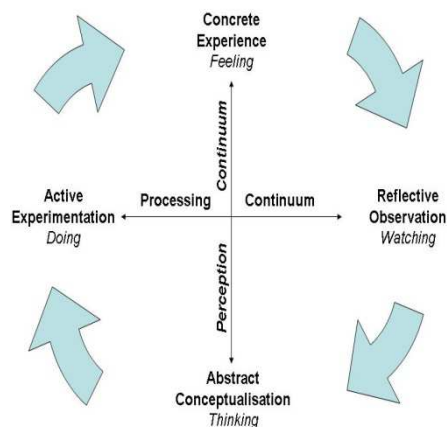 Concrete
Experience
Feeling
Continuum
Processing Continuum
Active
Experimentation
Doing
Reflective
Observation
Watching
Perception
Abstract
Conceptualisation
Thinking